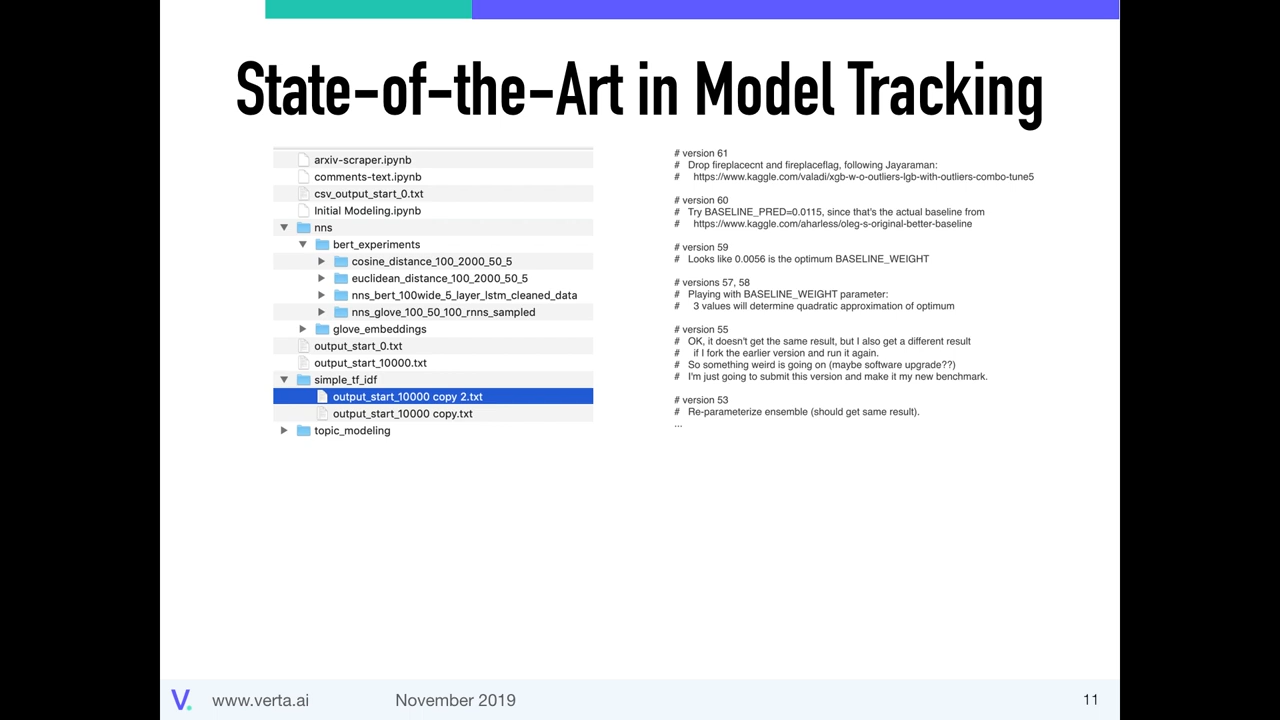 State-of-the-Art in Model Tracking
arxiv-scraper.ipynb
comments-text.ipynb
csv_output_start_0.txt
Initial Modeling.ipynb
nns
bert_experiments
cosine_distance_100_2000_50_5
euclidean_distance_100_2000_50_5
nns_bert_100wide_5_layer_lstm_cleaned_data
nns_glove_100_50_100_rnns_sampled
glove_embeddings
output_start_0.txt
output_start_10000.txt
simple_tf_idf
output_start_10000 copy 2.txt
output_start_10000 copy.txt
topic_modeling
# version 61
# Drop fireplacecnt and fireplaceflag, following Jayaraman:
# https://www.kaggle.com/valadi/xgb-w-o-outliers-lgb-with-outliers-combo-tune5
# version 60
# Try BASELINE_PRED=0.0115, since that's the actual baseline from
# https://www.kaggle.com/aharless/oleg-s-original-better-baseline
# version 59
# Looks like 0.0056 is the optimum BASELINE_WEIGHT
# versions 57, 58
# Playing with BASELINE_WEIGHT parameter:
# 3 values will determine quadratic approximation of optimum
# version 55
# OK, it doesn't get the same result, but I also get a different result
# if I fork the earlier version and run it again.
# So something weird is going on (maybe software upgrade??)
# I'm just going to submit this version and make it my new benchmark.
# version 53
# Re-parameterize ensemble (should get same result).
...
V. www.verta.ai November 2019 11